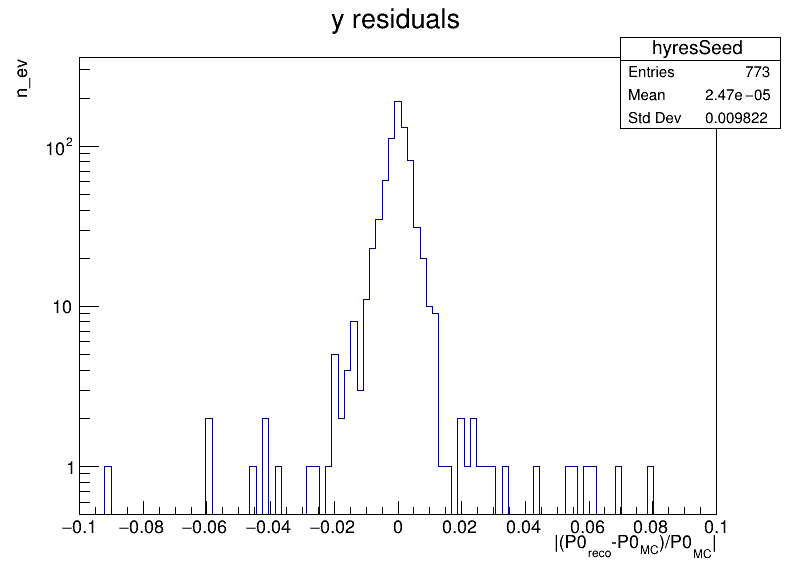 y residuals
hyresSeed
Entries 773
Mean 2.47e−05
Std Dev 0.009822
n_ev
10²
10
1
−0.1 −0.08 −0.06 −0.04 −0.02 0 0.02 0.04 0.06 0.08 0.1
|(P0reco-P0MC)/P0MC|